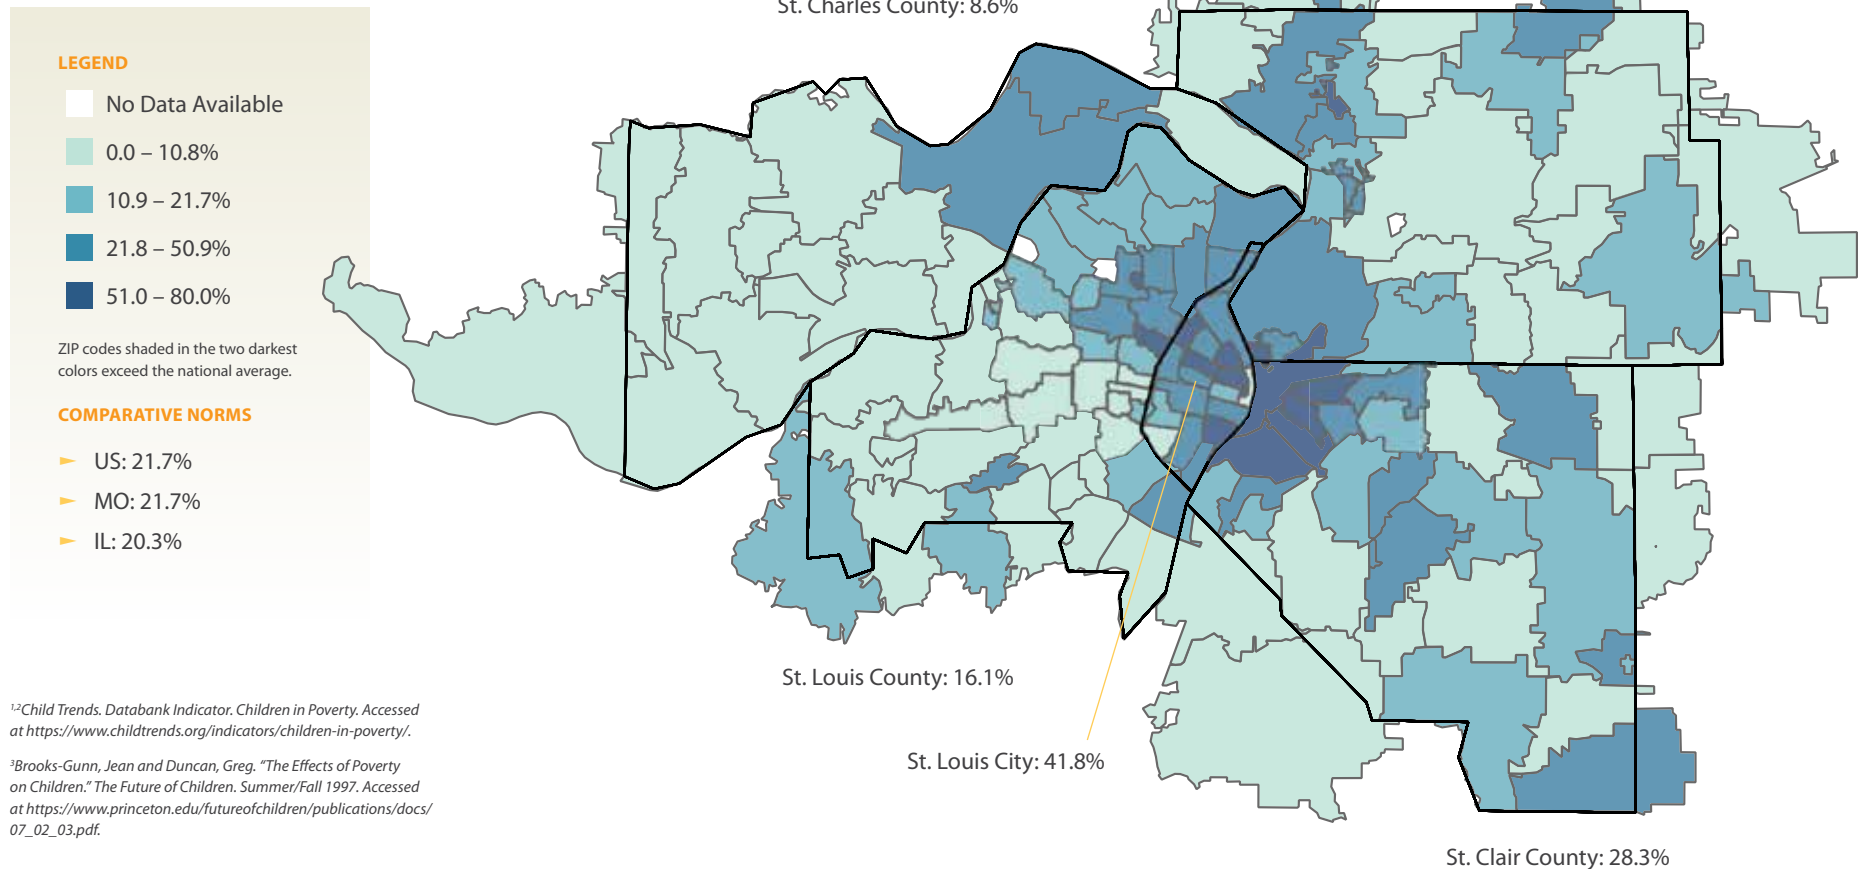 St. Charles County: 8.6%
LEGEND
No Data Available
0.0 – 10.8%
10.9 – 21.7%
21.8 – 50.9%
51.0 – 80.0%
ZIP codes shaded in the two darkest
colors exceed the national average.
COMPARATIVE NORMS
► US: 21.7%
► MO: 21.7%
► IL: 20.3%
St. Louis County: 16.1%
St. Louis City: 41.8%
St. Clair County: 28.3%
1,2Child Trends. Databank Indicator. Children in Poverty. Accessed
at https://www.childtrends.org/indicators/children-in-poverty/.
3Brooks-Gunn, Jean and Duncan, Greg. “The Effects of Poverty
on Children.” The Future of Children. Summer/Fall 1997. Accessed
at https://www.princeton.edu/futureofchildren/publications/docs/
07_02_03.pdf.